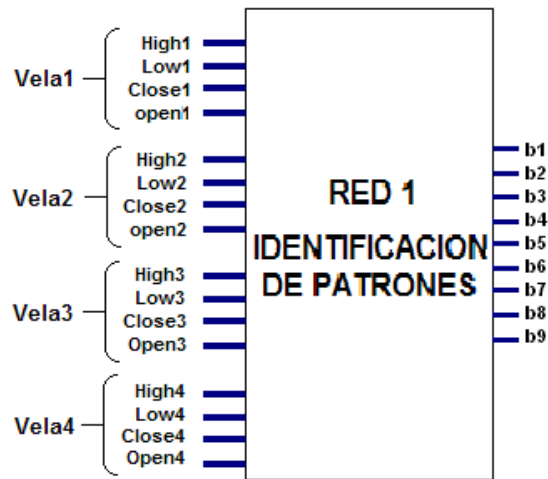 Vela1
High1
Low1
Close1
open1
Vela2
High2
Low2
Close2
open2
Vela3
High3
Low3
Close3
Open3
Vela4
High4
Low4
Close4
Open4
RED 1
IDENTIFICACION
DE PATRONES
b1
b2
b3
b4
b5
b6
b7
b8
b9